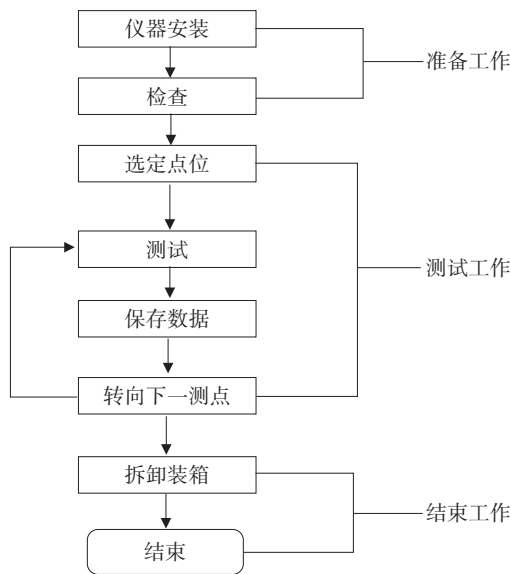 仪器安装
准备工作
检查
选定点位
测试
测试工作
保存数据
转向下一测点
拆卸装箱
结束工作
结束